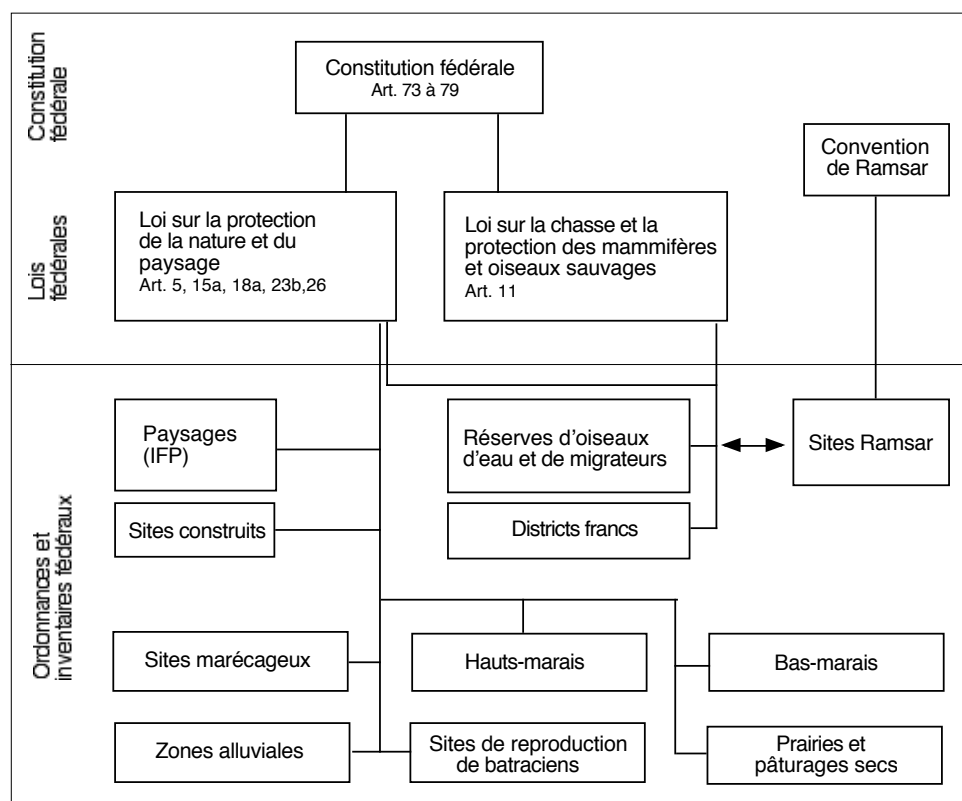 Constitution
fédérale
Constitution fédérale
Art. 73 à 79
Convention
de Ramsar
Lois
fédérales
Loi sur la protection
de la nature et du
paysage
Art. 5, 15a, 18a, 23b,26
Loi sur la chasse et la
protection des mammifères
et oiseaux sauvages
Art. 11
Ordonnances et
inventaires fédéraux
Paysages
(IFP)
Réserves d'oiseaux
d'eau et de migrateurs
Sites Ramsar
Sites construits
Districts francs
Sites marécageux
Hauts-marais
Bas-marais
Zones alluviales
Sites de reproduction
de batraciens
Prairies et
pâturages secs